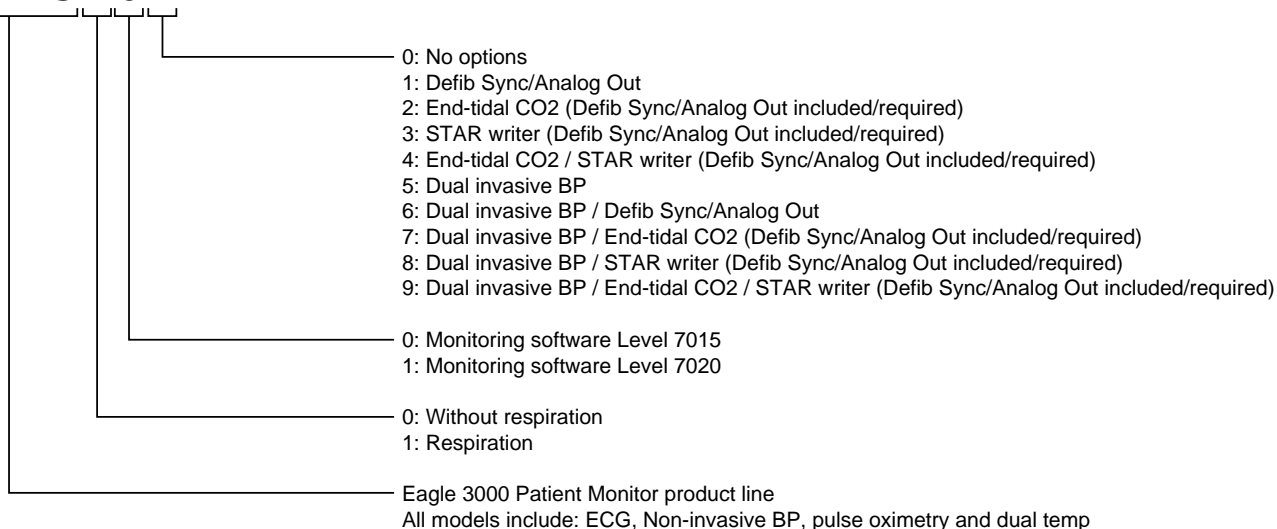 0: No options
1: Defib Sync/Analog Out
2: End-tidal CO2 (Defib Sync/Analog Out included/required)
3: STAR writer (Defib Sync/Analog Out included/required)
4: End-tidal CO2 / STAR writer (Defib Sync/Analog Out included/required)
5: Dual invasive BP
6: Dual invasive BP / Defib Sync/Analog Out
7: Dual invasive BP / End-tidal CO2 (Defib Sync/Analog Out included/required)
8: Dual invasive BP / STAR writer (Defib Sync/Analog Out included/required)
9: Dual invasive BP / End-tidal CO2 / STAR writer (Defib Sync/Analog Out included/required)
0: Monitoring software Level 7015
1: Monitoring software Level 7020
0: Without respiration
1: Respiration
Eagle 3000 Patient Monitor product line
All models include: ECG, Non-invasive BP, pulse oximetry and dual temp